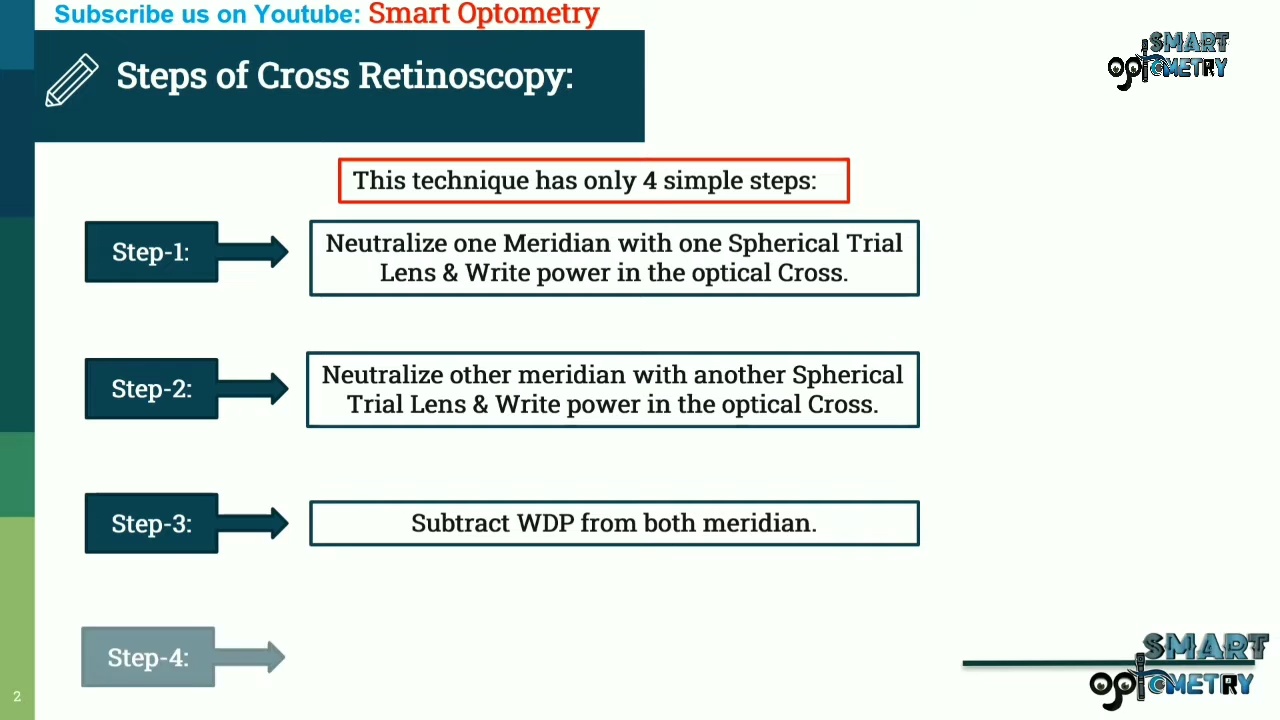 Subscribe us on Youtube: Smart Optometry
SMART
OPTOMETRY
Steps of Cross Retinoscopy:
This technique has only 4 simple steps:
Step-1:
Neutralize one Meridian with one Spherical Trial
Lens & Write power in the optical Cross.
Step-2:
Neutralize other meridian with another Spherical
Trial Lens & Write power in the optical Cross.
Step-3:
Subtract WDP from both meridian.
Step-4:
SMART
OPTOMETRY
2